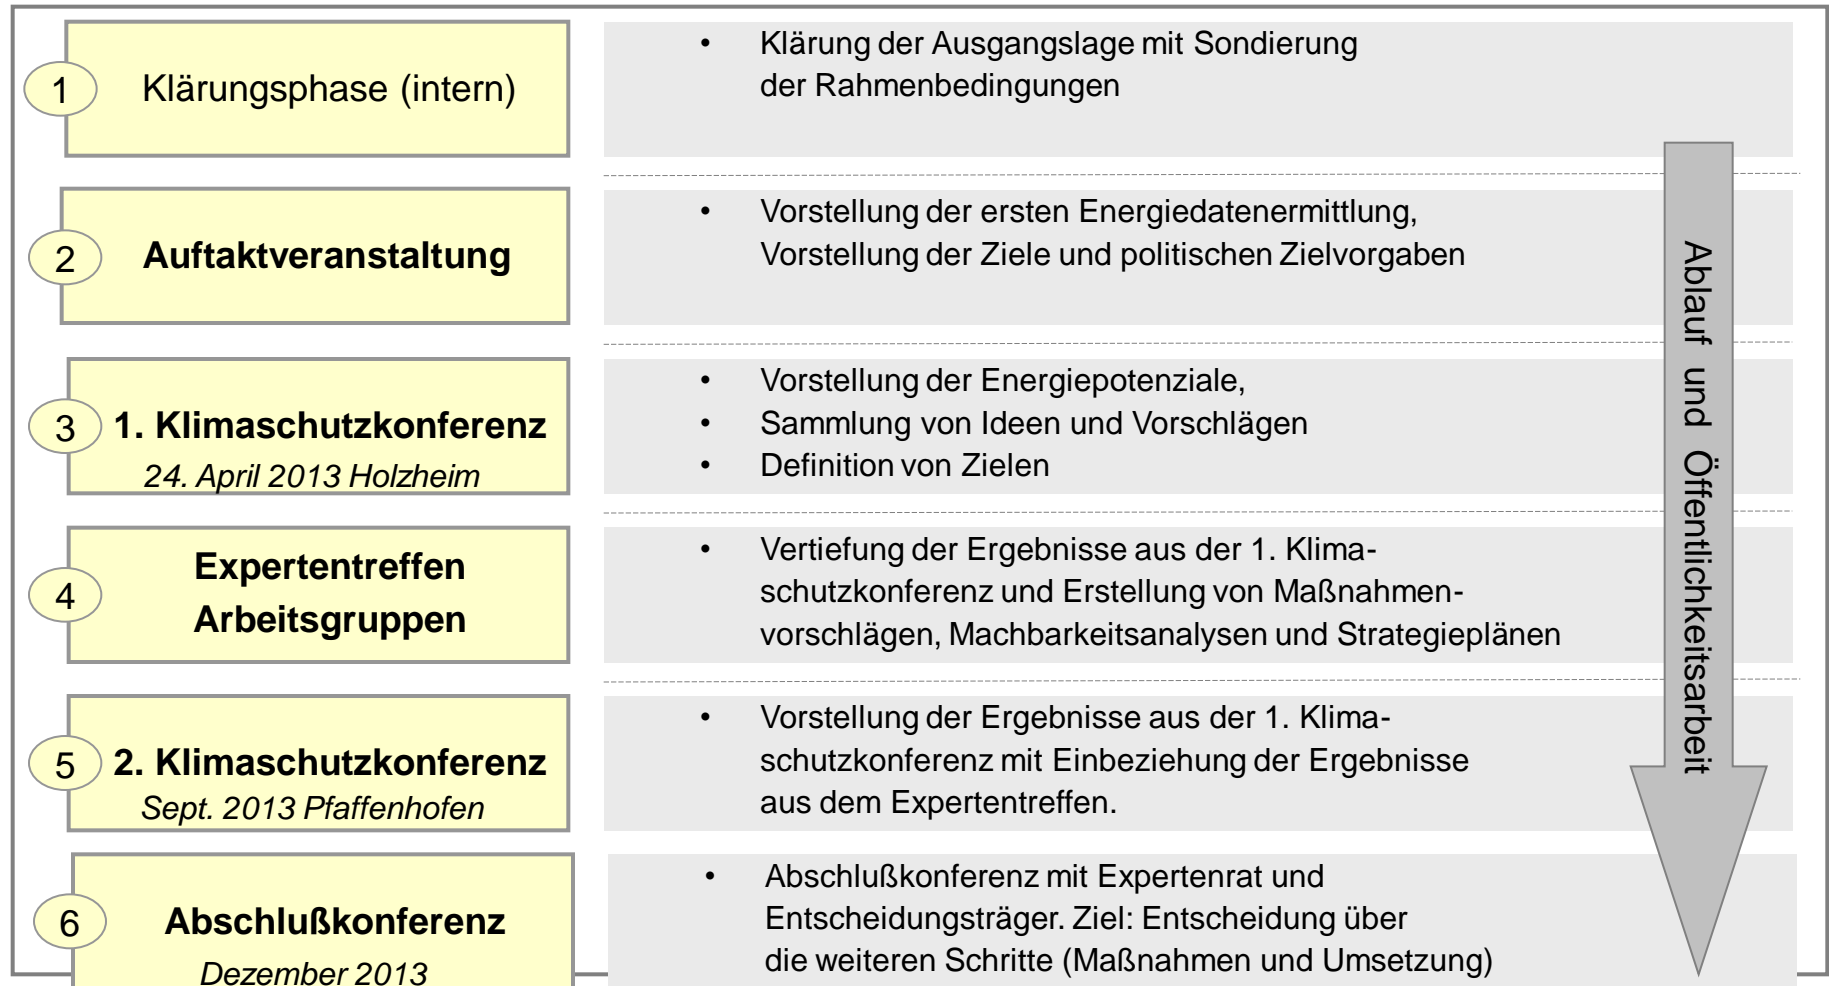 1
Klärungsphase (intern)
• Klärung der Ausgangslage mit Sondierung
der Rahmenbedingungen
2
Auftaktveranstaltung
• Vorstellung der ersten Energiedatenermittlung,
Vorstellung der Ziele und politischen Zielvorgaben
3
1. Klimaschutzkonferenz
24. April 2013 Holzheim
• Vorstellung der Energiepotenziale,
• Sammlung von Ideen und Vorschlägen
• Definition von Zielen
4
Expertentreffen
Arbeitsgruppen
• Vertiefung der Ergebnisse aus der 1. Klima-
schutzkonferenz und Erstellung von Maßnahmen-
vorschlägen, Machbarkeitsanalysen und Strategieplänen
5
2. Klimaschutzkonferenz
Sept. 2013 Pfaffenhofen
• Vorstellung der Ergebnisse aus der 1. Klima-
schutzkonferenz mit Einbeziehung der Ergebnisse
aus dem Expertentreffen.
6
Abschlußkonferenz
Dezember 2013
• Abschlußkonferenz mit Expertenrat und
Entscheidungsträger. Ziel: Entscheidung über
die weiteren Schritte (Maßnahmen und Umsetzung)
Ablauf und Öffentlichkeitsarbeit